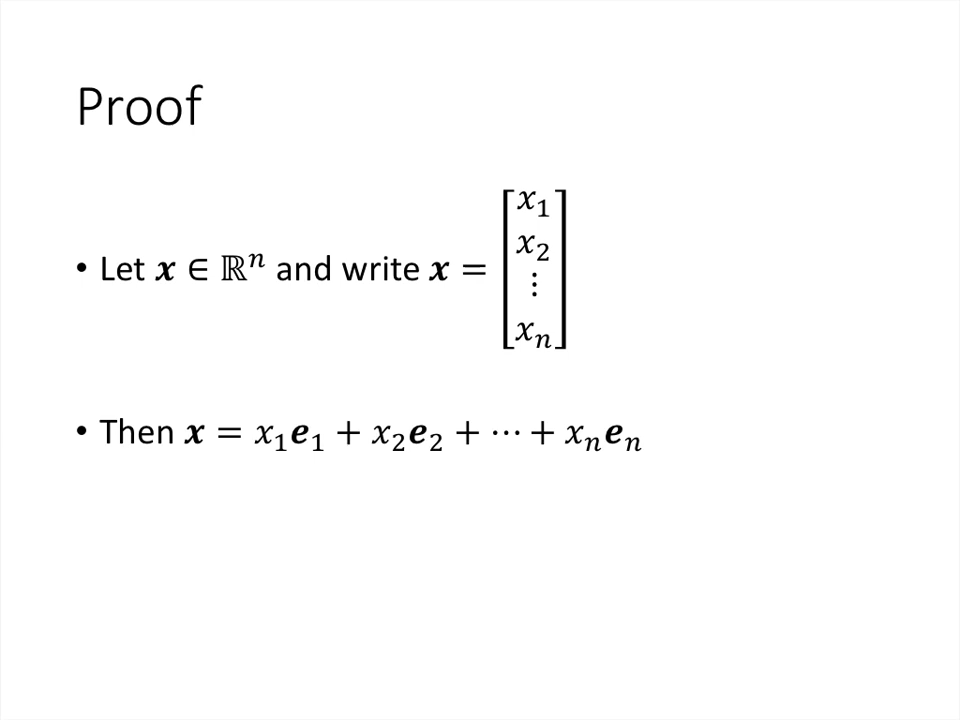 Proof
• Let 𝒙 ∈ ℝⁿ and write 𝒙 = [x₁ x₂ ⋮ xₙ]
• Then 𝒙 = x₁𝒆₁ + x₂𝒆₂ + ⋯ + xₙ𝒆ₙ